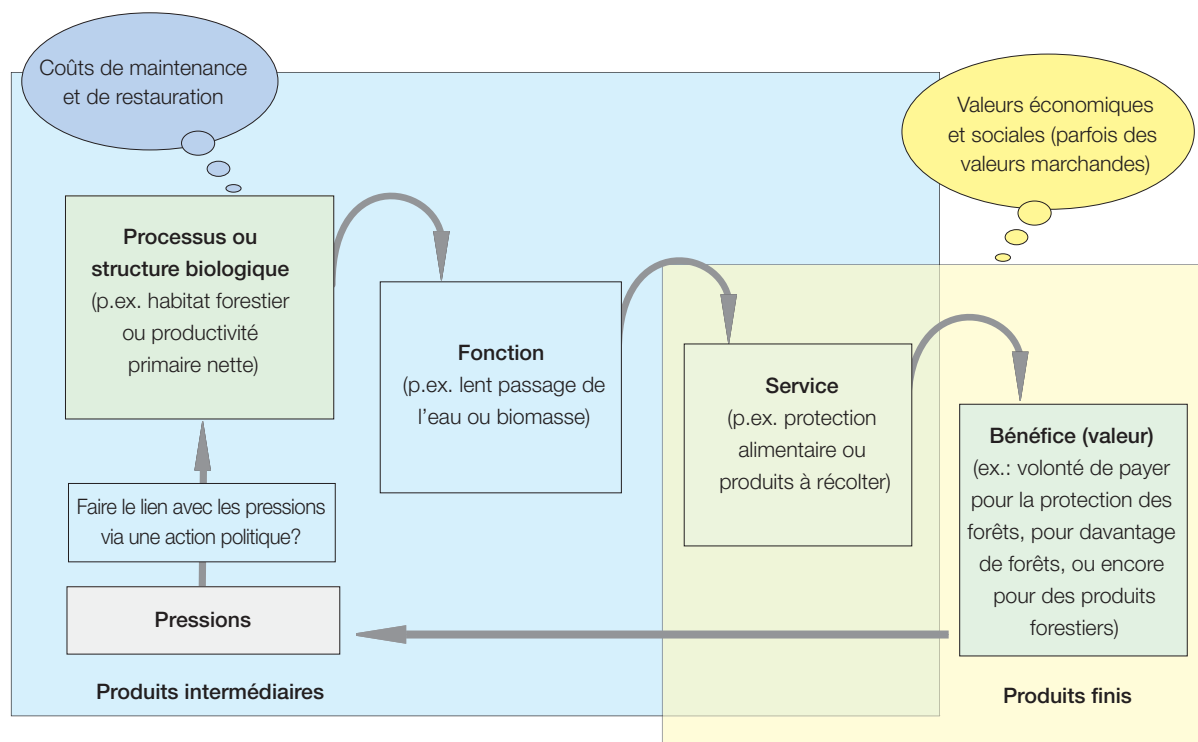 Coûts de maintenance
et de restauration
Valeurs économiques
et sociales (parfois des
valeurs marchandes)
Processus ou
structure biologique
(p.ex. habitat forestier
ou productivité
primaire nette)
Fonction
(p.ex. lent passage de
l'eau ou biomasse)
Service
(p.ex. protection
alimentaire ou
produits à récolter)
Bénéfice (valeur)
(ex.: volonté de payer
pour la protection des
forêts, pour davantage
de forêts, ou encore
pour des produits
forestiers)
Faire le lien avec les pressions
via une action politique?
Pressions
Produits intermédiaires
Produits finis